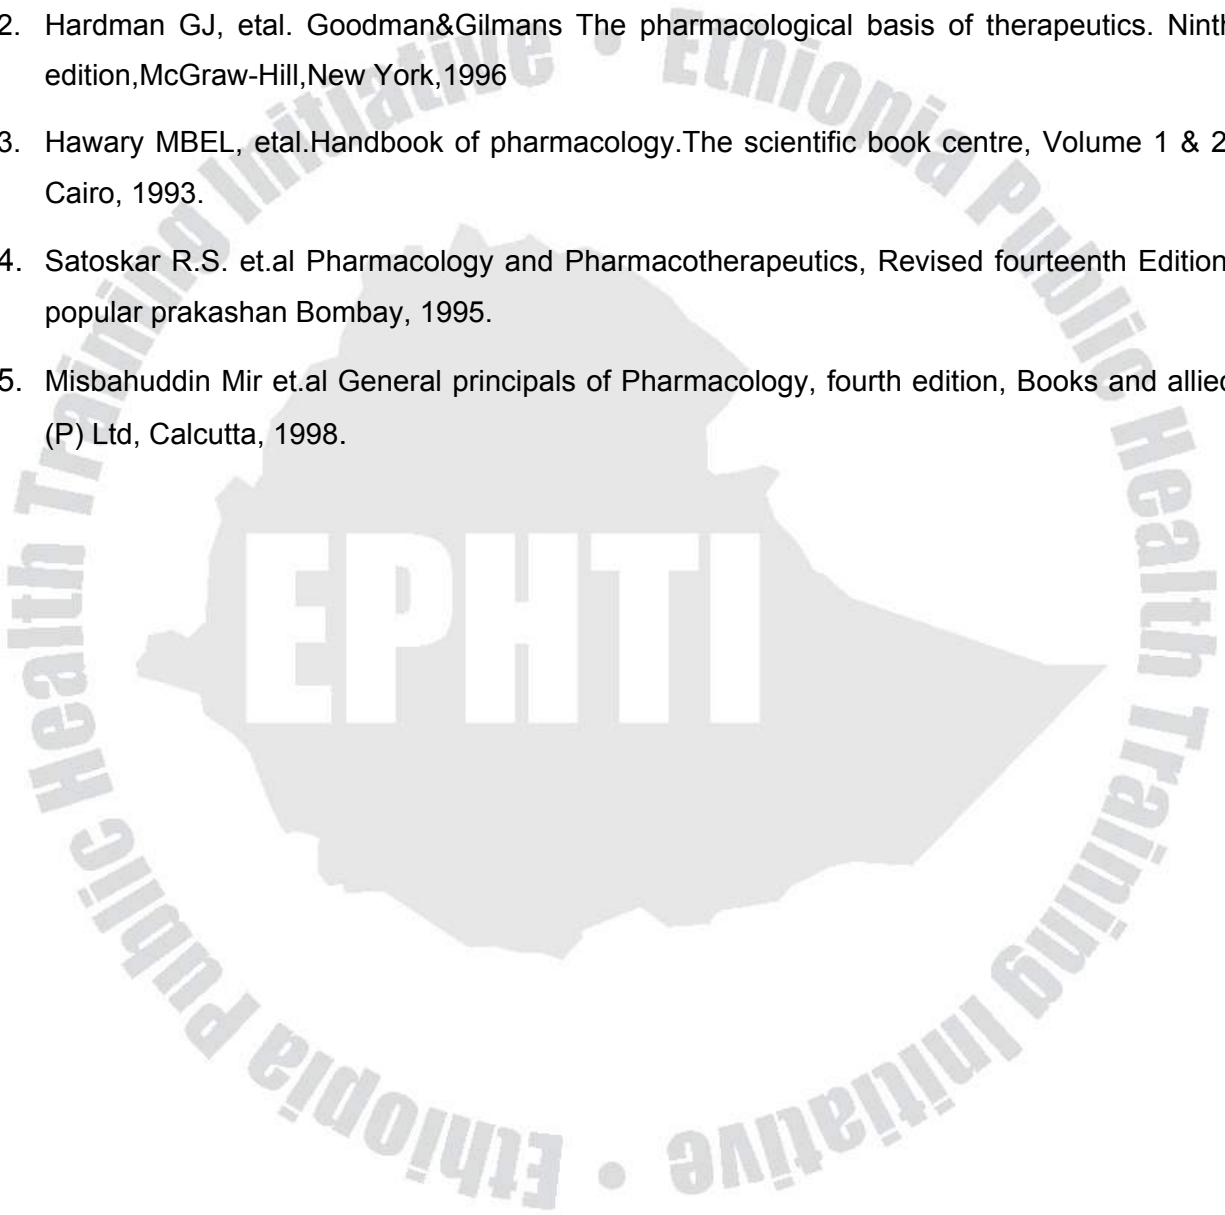 2. Hardman GJ, etal. Goodman&Gilmans The pharmacological basis of therapeutics. Ninth
edition,McGraw-Hill,New York,1996
3. Hawary MBEL, etal.Handbook of pharmacology.The scientific book centre, Volume 1 & 2
Cairo, 1993.
4. Satoskar R.S. et.al Pharmacology and Pharmacotherapeutics, Revised fourteenth Edition
popular prakashan Bombay, 1995.
5. Misbahuddin Mir et.al General principals of Pharmacology, fourth edition, Books and allied
(P) Ltd, Calcutta, 1998.
EPHTI
Ethiopia Public Health Training Initiative • Ethiopia Public Health Training Initiative •